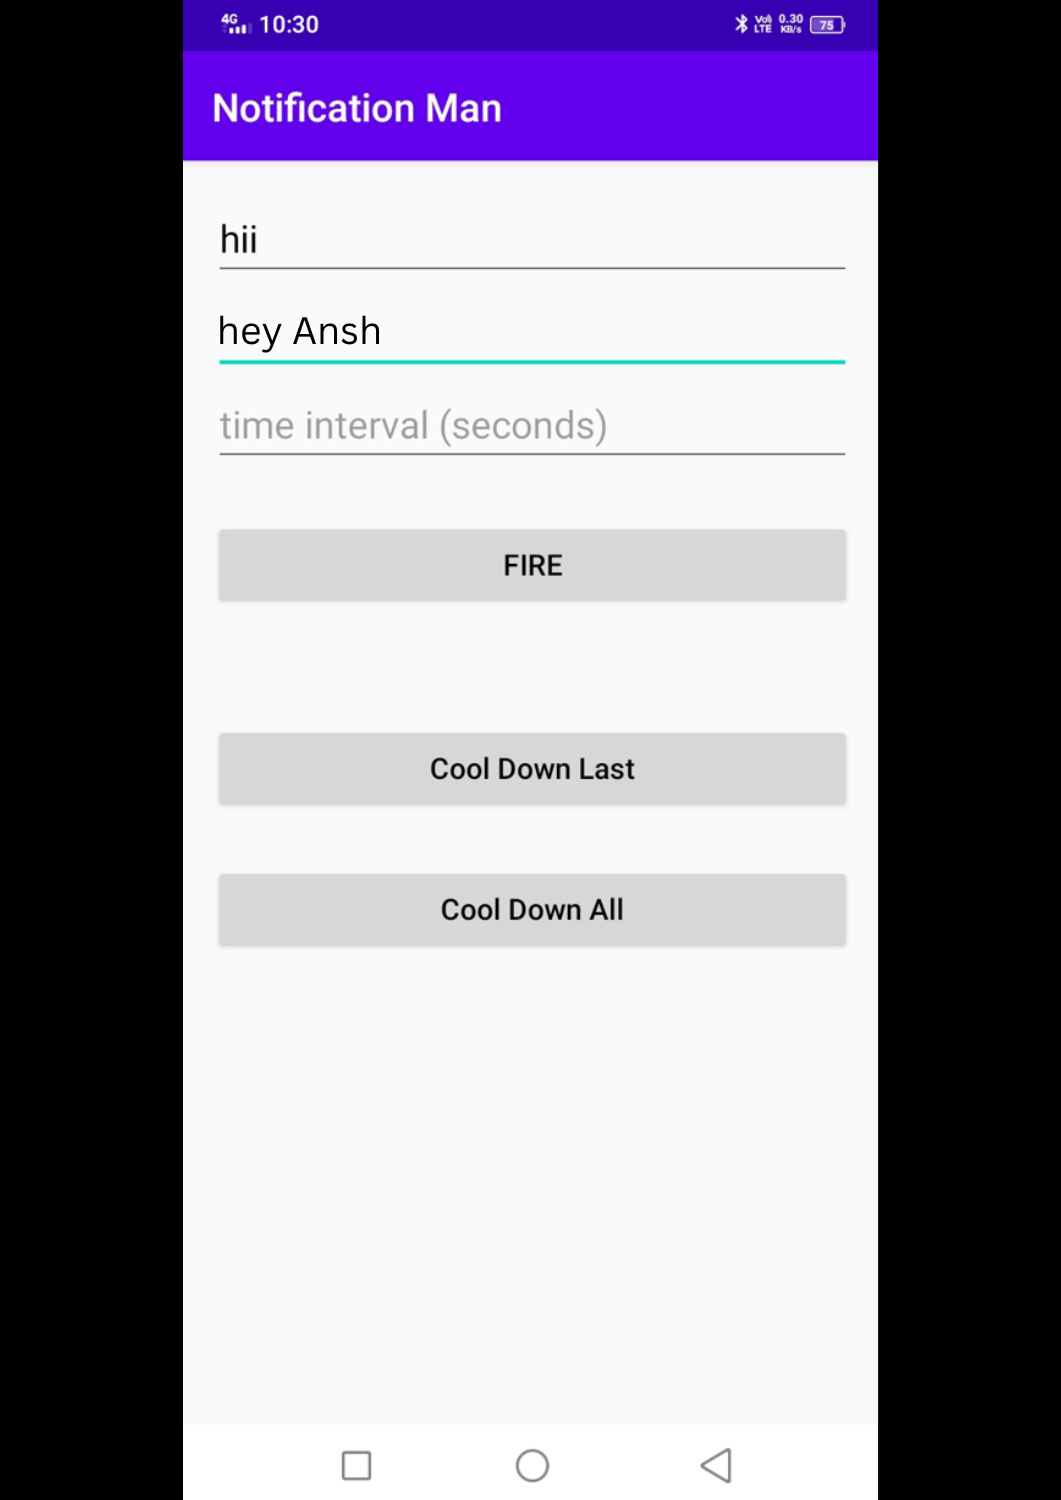 4G 10:30 Vo) LTE 0.30 KB/s 75
Notification Man
hii
hey Ansh
time interval (seconds)
FIRE
Cool Down Last
Cool Down All